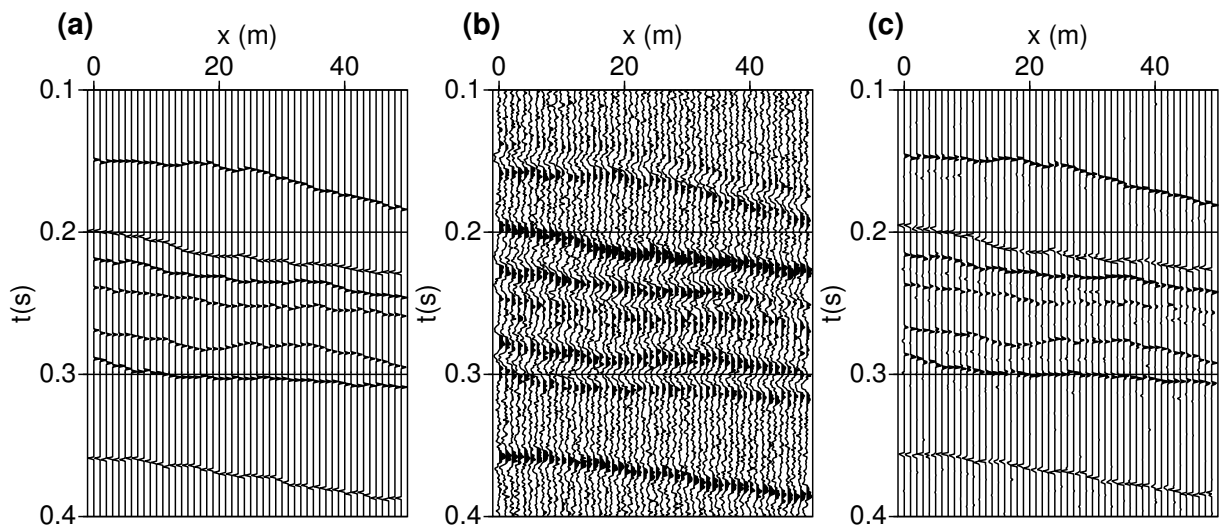 (a) (b) (c)
x (m) x (m) x (m)
0 20 40 0 20 40 0 20 40
0.1 0.1 0.1
0.2 0.2 0.2
t(s) t(s) t(s)
0.3 0.3 0.3
0.4 0.4 0.4